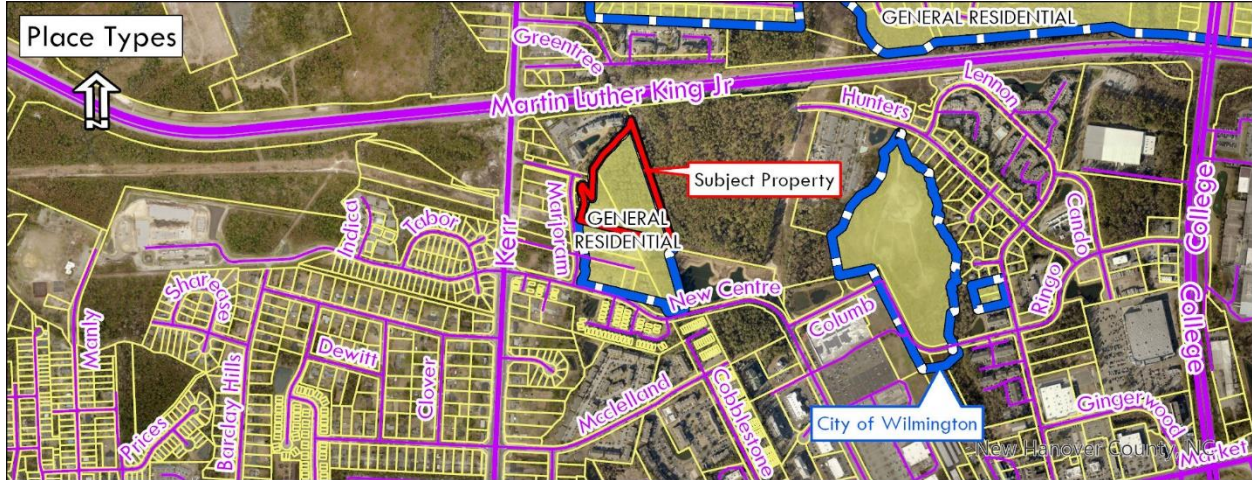 Place Types
N
GENERAL RESIDENTIAL
Greentree
Martin Luther King Jr
Hunters
Lennon
Subject Property
Kerr
Marjoram
GENERAL
RESIDENTIAL
Indica
Tabor
Cando
College
College
Sharease
Manly
New Centre
Columb
Ringo
Dewitt
Clover
Barclay Hills
Prices
Mcclelland
Cobblestone
City of Wilmington
Gingerwood
New Hanover County, NC
Market